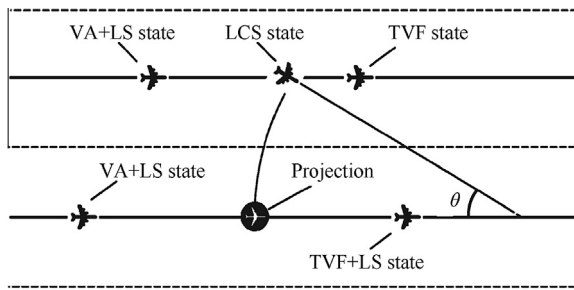 VA+LS state
LCS state
TVF state
VA+LS state
Projection
θ
TVF+LS state